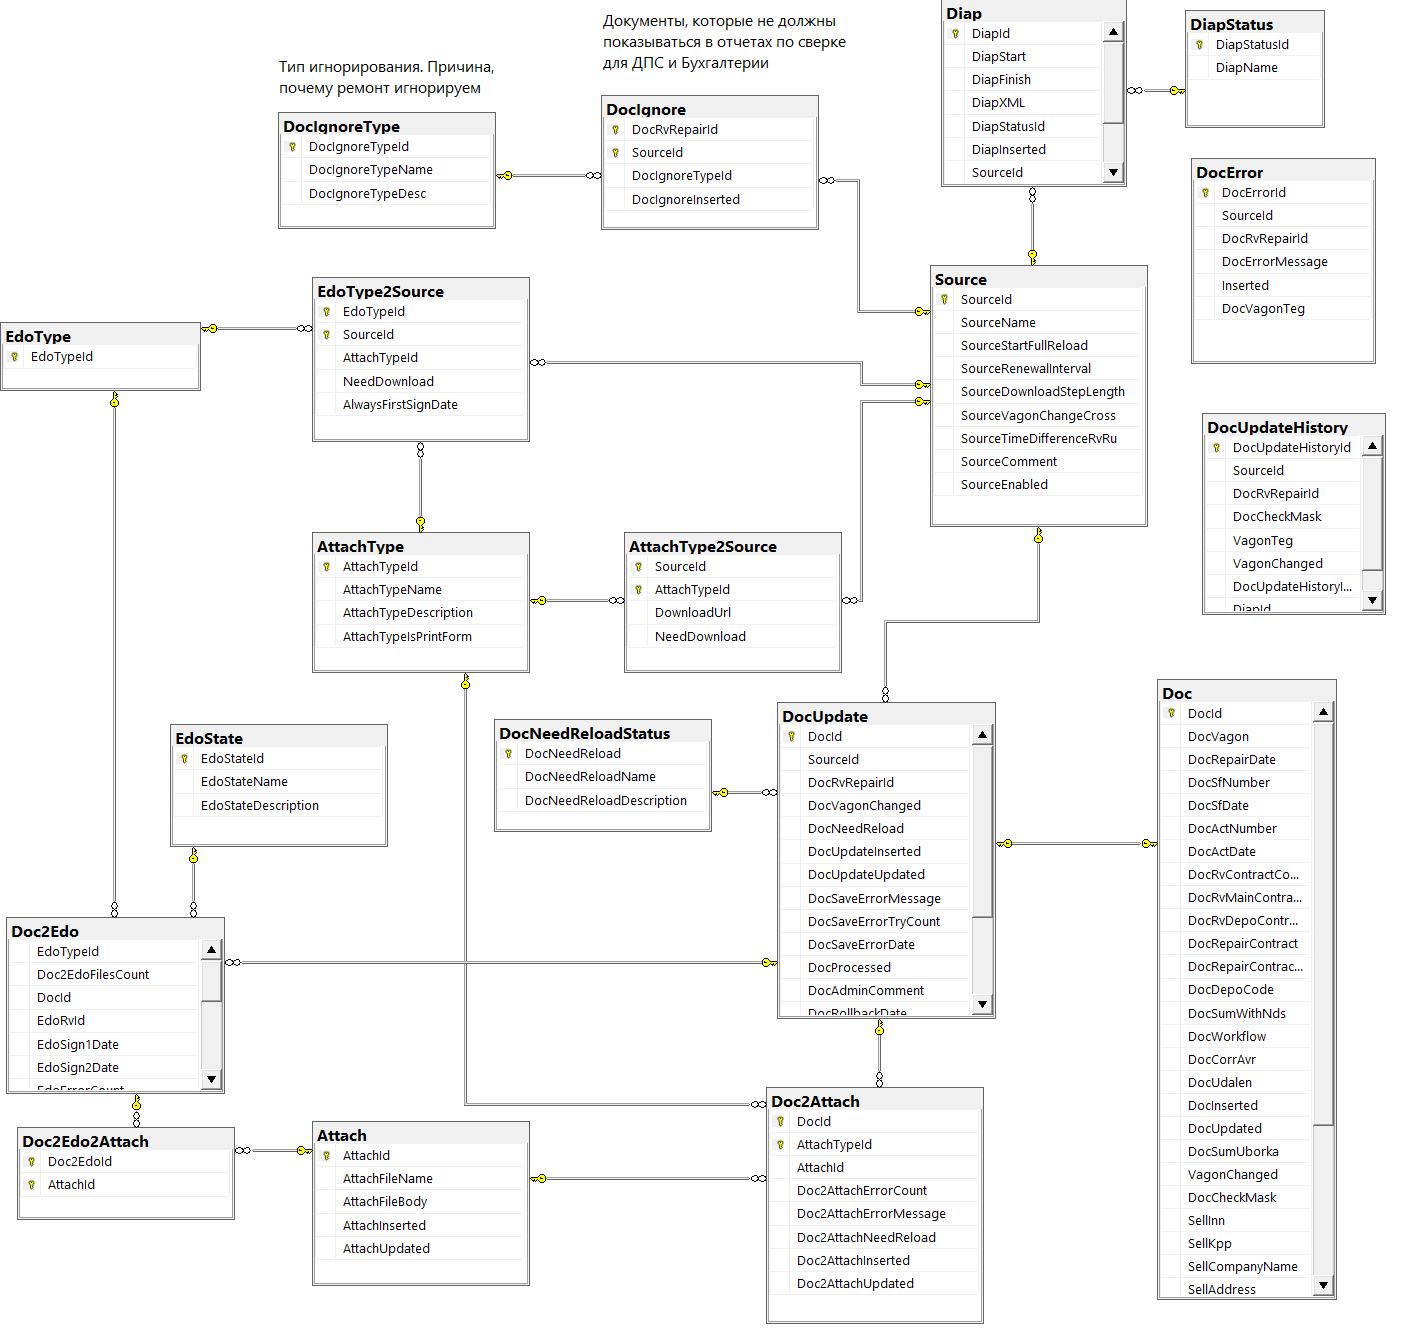 Документы, которые не должны
показываться в отчетах по сверке
для ДПС и Бухгалтерии
Тип игнорирования. Причина,
почему ремонт игнорируем
Diap
DiapId
DiapStart
DiapFinish
DiapXML
DiapStatusId
DiapInserted
SourceId
DiapStatus
DiapStatusId
DiapName
DocIgnoreType
DocIgnoreTypeId
DocIgnoreTypeName
DocIgnoreTypeDesc
DocIgnore
DocRvRepairId
SourceId
DocIgnoreTypeId
DocIgnoreInserted
DocError
DocErrorId
SourceId
DocRvRepairId
DocErrorMessage
Inserted
DocVagonTeg
EdoType
EdoTypeId
EdoType2Source
EdoTypeId
SourceId
AttachTypeId
NeedDownload
AlwaysFirstSignDate
Source
SourceId
SourceName
SourceStartFullReload
SourceRenewalInterval
SourceDownloadStepLength
SourceVagonChangeCross
SourceTimeDifferenceRvRu
SourceComment
SourceEnabled
DocUpdateHistory
DocUpdateHistoryId
SourceId
DocRvRepairId
DocCheckMask
VagonTeg
VagonChanged
DocUpdateHistoryI...
DiapId
AttachType
AttachTypeId
AttachTypeName
AttachTypeDescription
AttachTypeIsPrintForm
AttachType2Source
SourceId
AttachTypeId
DownloadUrl
NeedDownload
EdoState
EdoStateId
EdoStateName
EdoStateDescription
DocNeedReloadStatus
DocNeedReload
DocNeedReloadName
DocNeedReloadDescription
DocUpdate
DocId
SourceId
DocRvRepairId
DocVagonChanged
DocNeedReload
DocUpdateInserted
DocUpdateUpdated
DocSaveErrorMessage
DocSaveErrorTryCount
DocSaveErrorDate
DocProcessed
DocAdminComment
DocRollbackDate
Doc
DocId
DocVagon
DocRepairDate
DocSfNumber
DocSfDate
DocActNumber
DocActDate
DocRvContractCo...
DocRvMainContra...
DocRvDepoContr...
DocRepairContract
DocRepairContrac...
DocDepoCode
DocSumWithNds
DocWorkflow
DocCorrAvr
DocUdalen
DocInserted
DocUpdated
DocSumUborka
VagonChanged
DocCheckMask
SellInn
SellKpp
SellCompanyName
SellAddress
Doc2Edo
EdoTypeId
Doc2EdoFilesCount
DocId
EdoRvId
EdoSign1Date
EdoSign2Date
EdoErrorCount
Doc2Edo2Attach
Doc2EdoId
AttachId
Attach
AttachId
AttachFileName
AttachFileBody
AttachInserted
AttachUpdated
Doc2Attach
DocId
AttachTypeId
AttachId
Doc2AttachErrorCount
Doc2AttachErrorMessage
Doc2AttachNeedReload
Doc2AttachInserted
Doc2AttachUpdated